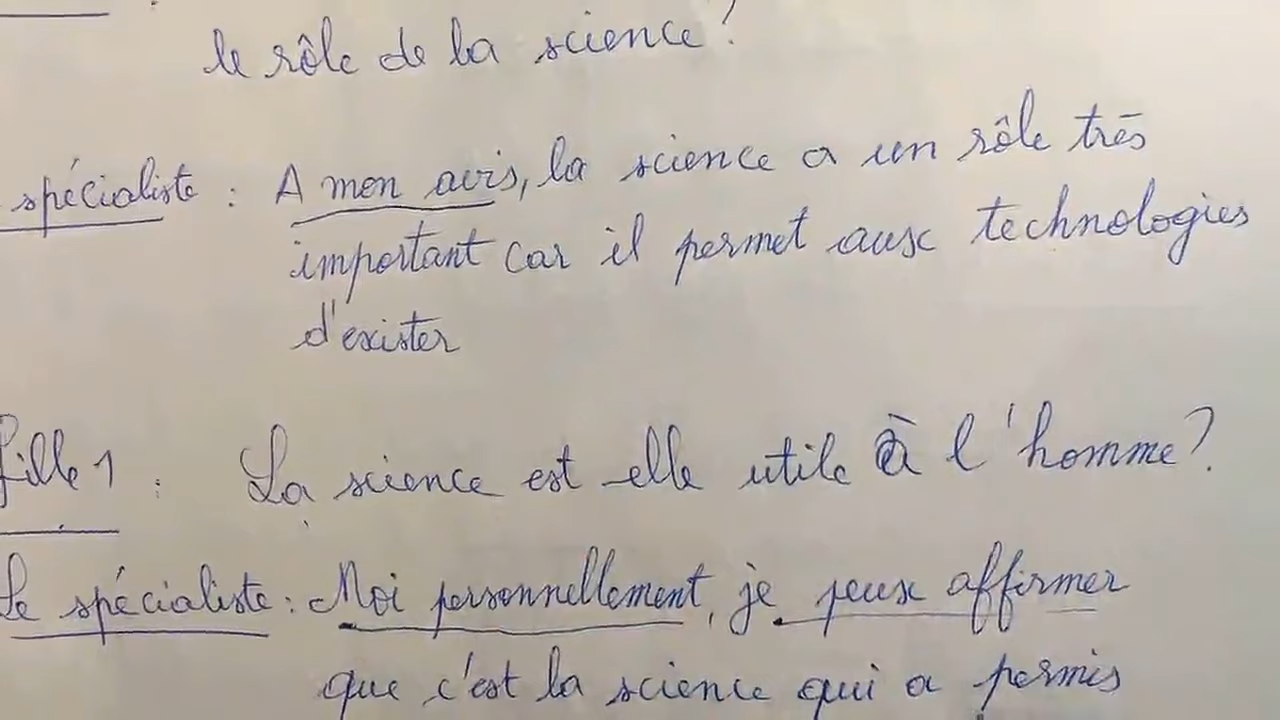 le rôle de la science ?
spécialiste : A mon avis, la science a un rôle très
important car il permet aux technologies
d'exister
fille 1 : La science est elle utile à l'homme ?
Le spécialiste : Moi personnellement, je peux affirmer
que c'est la science qui a permis